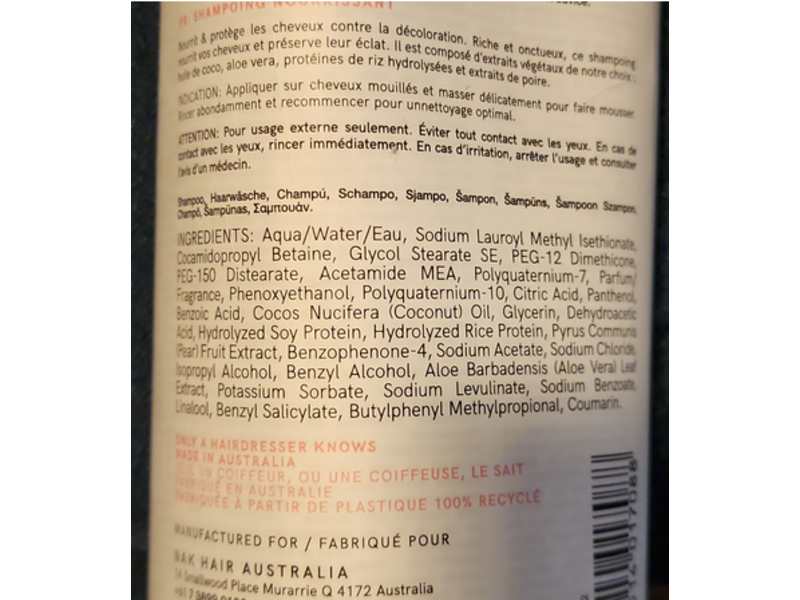 FR: SHAMPOING NOURRISSANT
Nourrit & protège les cheveux contre la décoloration. Riche et onctueux, ce shampoing
nourrit vos cheveux et préserve leur éclat. Il est composé d'extraits végétaux de notre choix :
huile de coco, aloe vera, protéines de riz hydrolysées et extraits de poire.
INDICATION: Appliquer sur cheveux mouillés et masser délicatement pour faire mousser.
Rincer abondamment et recommencer pour unnettoyage optimal.
ATTENTION: Pour usage externe seulement. Éviter tout contact avec les yeux. En cas de
contact avec les yeux, rincer immédiatement. En cas d'irritation, arrêter l'usage et consulter
l'avis d'un médecin.
Shampoo, Haarwäsche, Champú, Schampo, Sjampo, Šampon, Šampūns, Šampoon Szampon,
Champô, Šampūnas, Σαμπουάν.
INGREDIENTS: Aqua/Water/Eau, Sodium Lauroyl Methyl Isethionate,
Cocamidopropyl Betaine, Glycol Stearate SE, PEG-12 Dimethicone,
PEG-150 Distearate, Acetamide MEA, Polyquaternium-7, Parfum/
Fragrance, Phenoxyethanol, Polyquaternium-10, Citric Acid, Panthenol,
Benzoic Acid, Cocos Nucifera (Coconut) Oil, Glycerin, Dehydroacetic
Acid, Hydrolyzed Soy Protein, Hydrolyzed Rice Protein, Pyrus Communis
(Pear) Fruit Extract, Benzophenone-4, Sodium Acetate, Sodium Chloride,
Isopropyl Alcohol, Benzyl Alcohol, Aloe Barbadensis (Aloe Vera) Leaf
Extract, Potassium Sorbate, Sodium Levulinate, Sodium Benzoate,
Linalool, Benzyl Salicylate, Butylphenyl Methylpropional, Coumarin.
ONLY A HAIRDRESSER KNOWS
MADE IN AUSTRALIA
SEUL UN COIFFEUR, OU UNE COIFFEUSE, LE SAIT
FABRIQUÉ EN AUSTRALIE
FABRIQUÉE À PARTIR DE PLASTIQUE 100% RECYCLÉ
MANUFACTURED FOR / FABRIQUÉ POUR
NAK HAIR AUSTRALIA
14 Smallwood Place Murarrie Q 4172 Australia